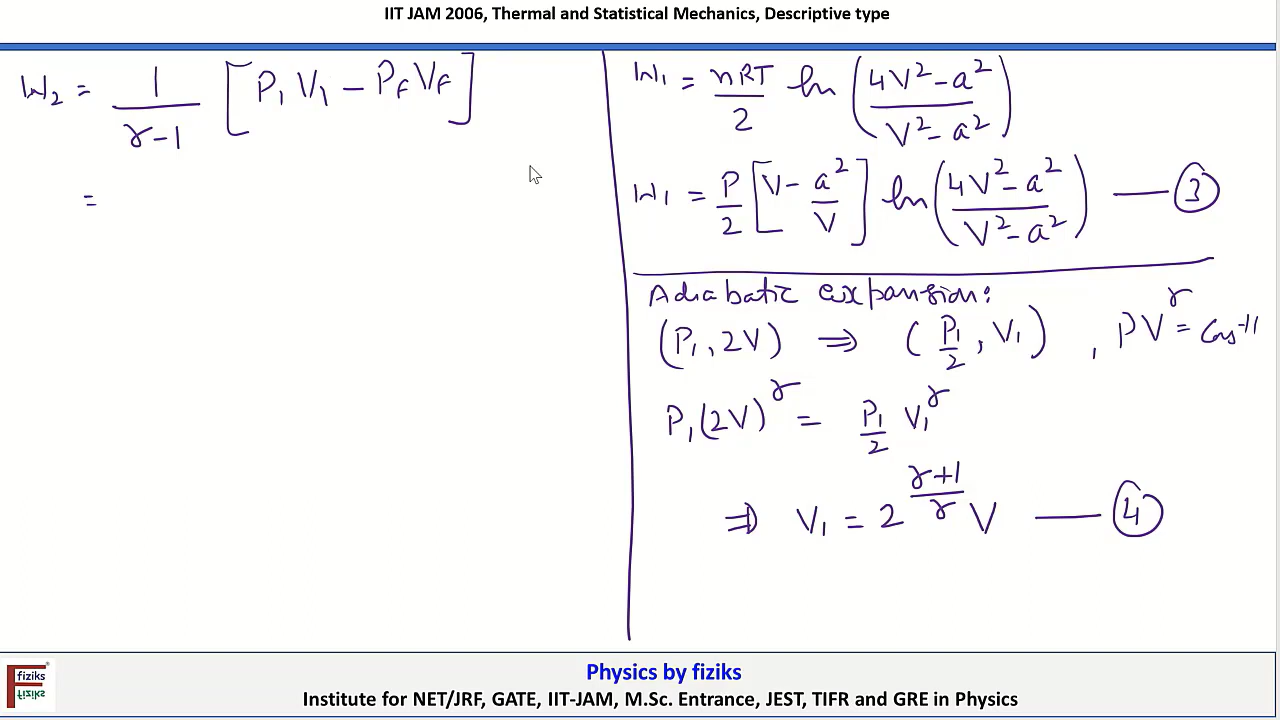 IIT JAM 2006, Thermal and Statistical Mechanics, Descriptive type
W₂ = 1/(γ-1) [P₁V₁ - P_f V_f]
=
W₁ = nRT/2 ln((4V² - a²)/(V² - a²))
W₁ = P/2 [V - a²/V] ln((4V² - a²)/(V² - a²)) — ③
Adiabatic expansion:
(P₁, 2V) ⇒ (P₁/2, V₁), PV^γ = Const
P₁(2V)^γ = P₁/2 V₁^γ
⇒ V₁ = 2^((γ+1)/γ) V — ④
fiziks
fiziks
Physics by fiziks
Institute for NET/JRF, GATE, IIT-JAM, M.Sc. Entrance, JEST, TIFR and GRE in Physics